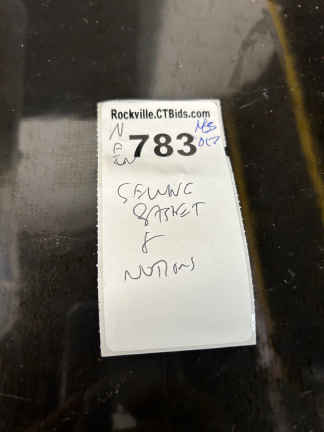 Rockville.CTBids.com
783
SEWING
BASKET
&
NOTIONS